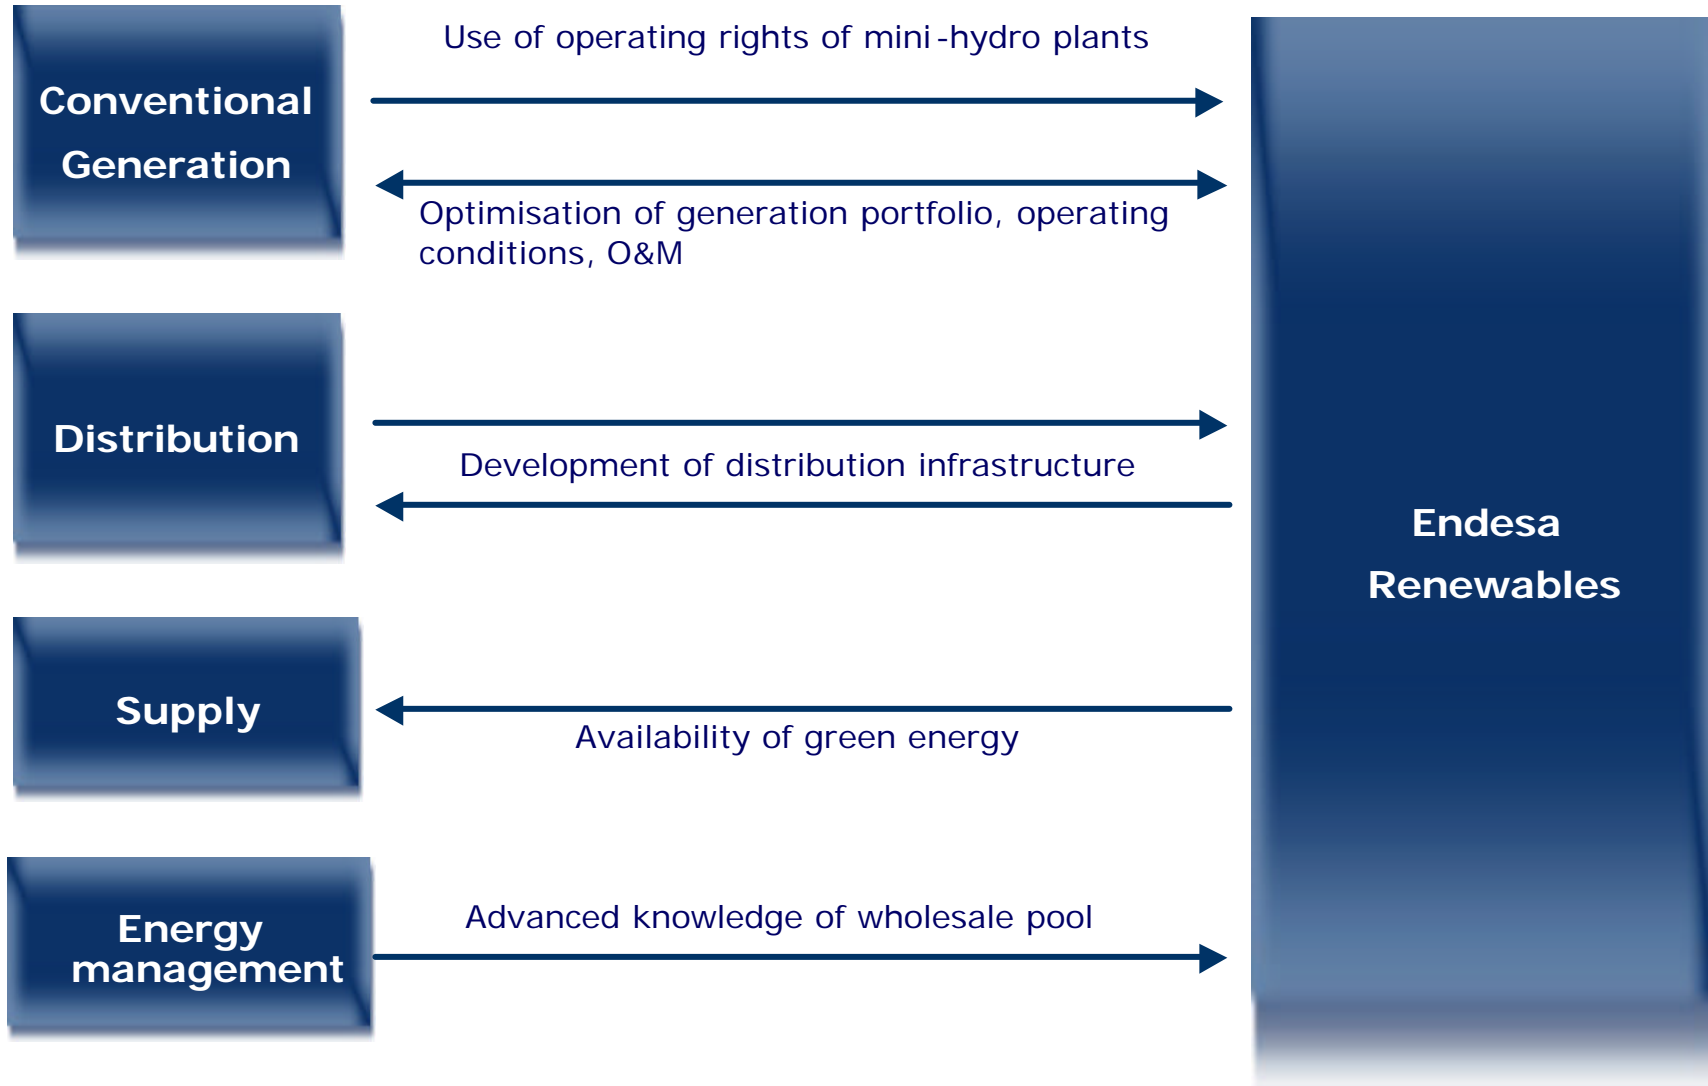 Use of operating rights of mini-hydro plants
Conventional
Generation
Optimisation of generation portfolio, operating
conditions, O&M
Distribution
Development of distribution infrastructure
Endesa
Renewables
Supply
Availability of green energy
Energy
management
Advanced knowledge of wholesale pool